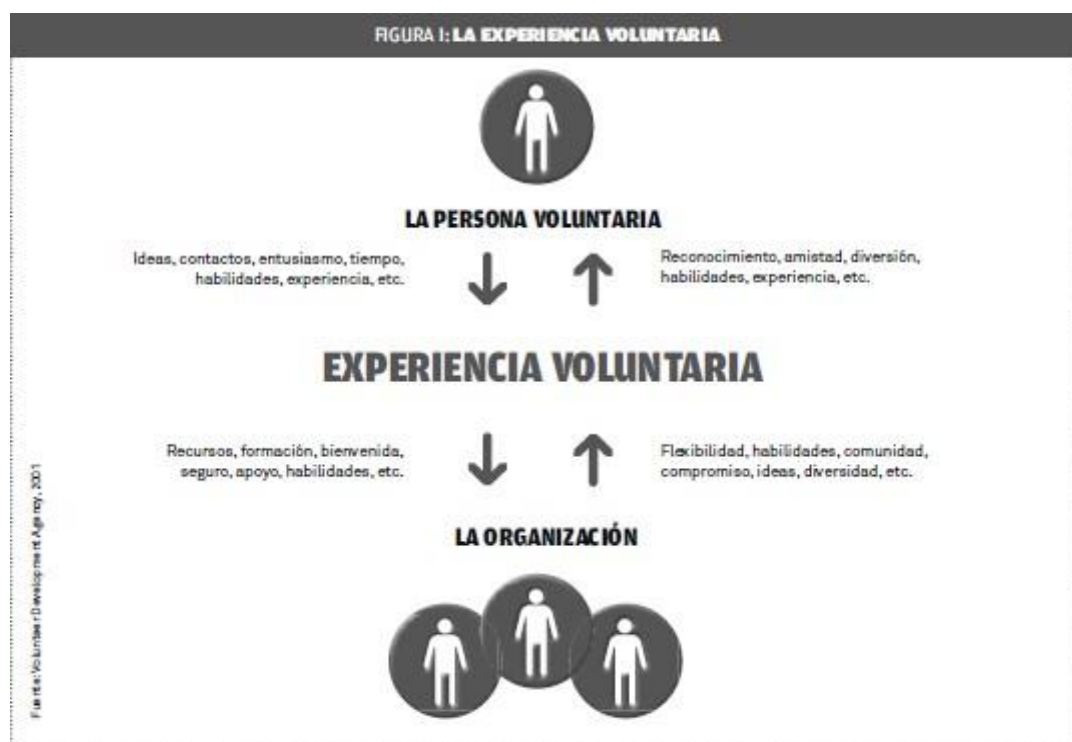 FIGURA I: LA EXPERIENCIA VOLUNTARIA
LA PERSONA VOLUNTARIA
Ideas, contactos, entusiasmo, tiempo,
habilidades, experiencia, etc.
Reconocimiento, amistad, diversión,
habilidades, experiencia, etc.
EXPERIENCIA VOLUNTARIA
Recursos, formación, bienvenida,
seguro, apoyo, habilidades, etc.
Flexibilidad, habilidades, comunidad,
compromiso, ideas, diversidad, etc.
LA ORGANIZACIÓN
Fuente: Volunteer Development Agency, 2001